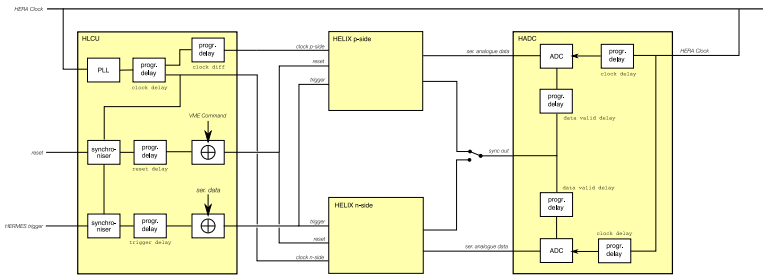 HERA Clock
HLCU
PLL
progr.
delay
clock delay
progr.
delay
clock diff
VME Command
reset
synchro-
niser
progr.
delay
reset delay
ser. data
HERMES trigger
synchro-
niser
progr.
delay
trigger delay
HELIX p-side
clock p-side
reset
trigger
HELIX n-side
trigger
reset
clock n-side
HADC
ser. analogue data
ADC
progr.
delay
HERA Clock
clock delay
progr.
delay
data valid delay
sync out
data valid delay
progr.
delay
ser. analogue data
ADC
progr.
delay
clock delay